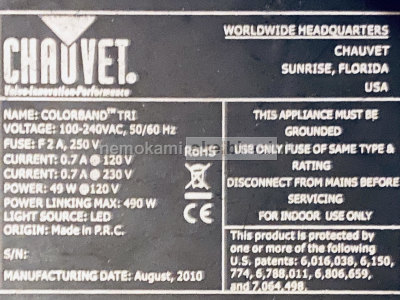 CHAUVET®
Value•Innovation•Performance
WORLDWIDE HEADQUARTERS
CHAUVET
SUNRISE, FLORIDA
USA
NAME: COLORBAND™ TRI
VOLTAGE: 100-240VAC, 50/60 Hz
FUSE: F 2 A, 250 V
CURRENT: 0.7 A @ 120 V
CURRENT: 0.7 A @ 230 V
POWER: 49 W @ 120 V
POWER LINKING MAX: 490 W
LIGHT SOURCE: LED
ORIGIN: Made in P.R.C.
S/N:
MANUFACTURING DATE: August, 2010
RoHS
CE
THIS APPLIANCE MUST BE
GROUNDED
USE ONLY FUSE OF SAME TYPE &
RATING
DISCONNECT FROM MAINS BEFORE
SERVICING
FOR INDOOR USE ONLY
This product is protected by
one or more of the following
U.S. patents: 6,016,038, 6,150,
774, 6,788,011, 6,806,659,
and 7,064,498.